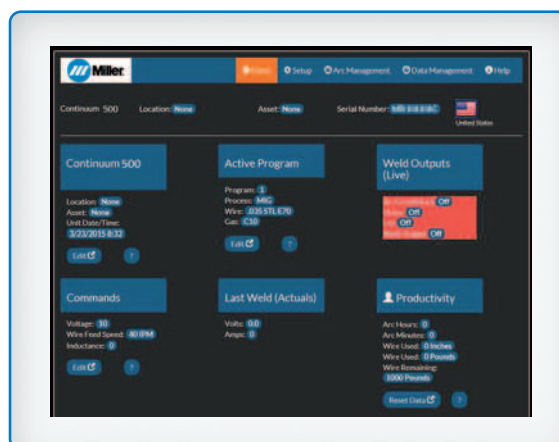 Miller
Setup Arc Management Data Management Help
Continuum 500 Location: None Asset: None Serial Number:
United States
Continuum 500
Location: None
Asset: None
Unit Date/Time:
3/23/2015 8:32
Edit ?
Active Program
Program: 1
Process: MIG
Wire: .035 STL E70
Gas: C10
Edit ?
Weld Outputs
(Live)
Off
Off
Off
Off
Commands
Voltage: 30
Wire Feed Speed: 40 IPM
Inductance: 0
Edit ?
Last Weld (Actuals)
Volts: 0.0
Amps: 0
Productivity
Arc Hours: 0
Arc Minutes: 0
Wire Used: 0 Inches
Wire Used: 0 Pounds
Wire Remaining:
1000 Pounds
Reset Data ?